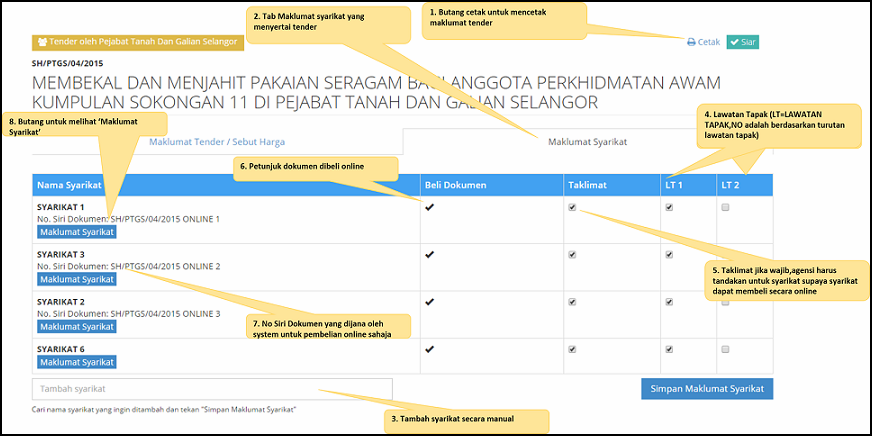 2. Tab Maklumat syarikat yang
menyertai tender
1. Butang cetak untuk mencetak
maklumat tender
Tender oleh Pejabat Tanah Dan Galian Selangor
Cetak
Siar
SH/PTGS/04/2015
MEMBEKAL DAN MENJAHIT PAKAIAN SERAGAM BAGI ANGGOTA PERKHIDMATAN AWAM
KUMPULAN SOKONGAN 11 DI PEJABAT TANAH DAN GALIAN SELANGOR
8. Butang untuk melihat ‘Maklumat
Syarikat’
4. Lawatan Tapak (LT=LAWATAN
TAPAK,NO adalah berdasarkan turutan
lawatan tapak)
Maklumat Tender / Sebut Harga
Maklumat Syarikat
6. Petunjuk dokumen dibeli online
Nama Syarikat
Beli Dokumen
Taklimat
LT 1
LT 2
SYARIKAT 1
No. Siri Dokumen: SH/PTGS/04/2015 ONLINE 1
Maklumat Syarikat
SYARIKAT 3
No. Siri Dokumen: SH/PTGS/04/2015 ONLINE 2
Maklumat Syarikat
5. Taklimat jika wajib,agensi harus
tandakan untuk syarikat supaya syarikat
dapat membeli secara online
SYARIKAT 2
No. Siri Dokumen: SH/PTGS/04/2015 ONLINE 3
Maklumat Syarikat
7. No Siri Dokumen yang dijana oleh
system untuk pembelian online sahaja
SYARIKAT 6
Maklumat Syarikat
Tambah syarikat
Simpan Maklumat Syarikat
Cari nama syarikat yang ingin ditambah dan tekan "Simpan Maklumat Syarikat"
3. Tambah syarikat secara manual